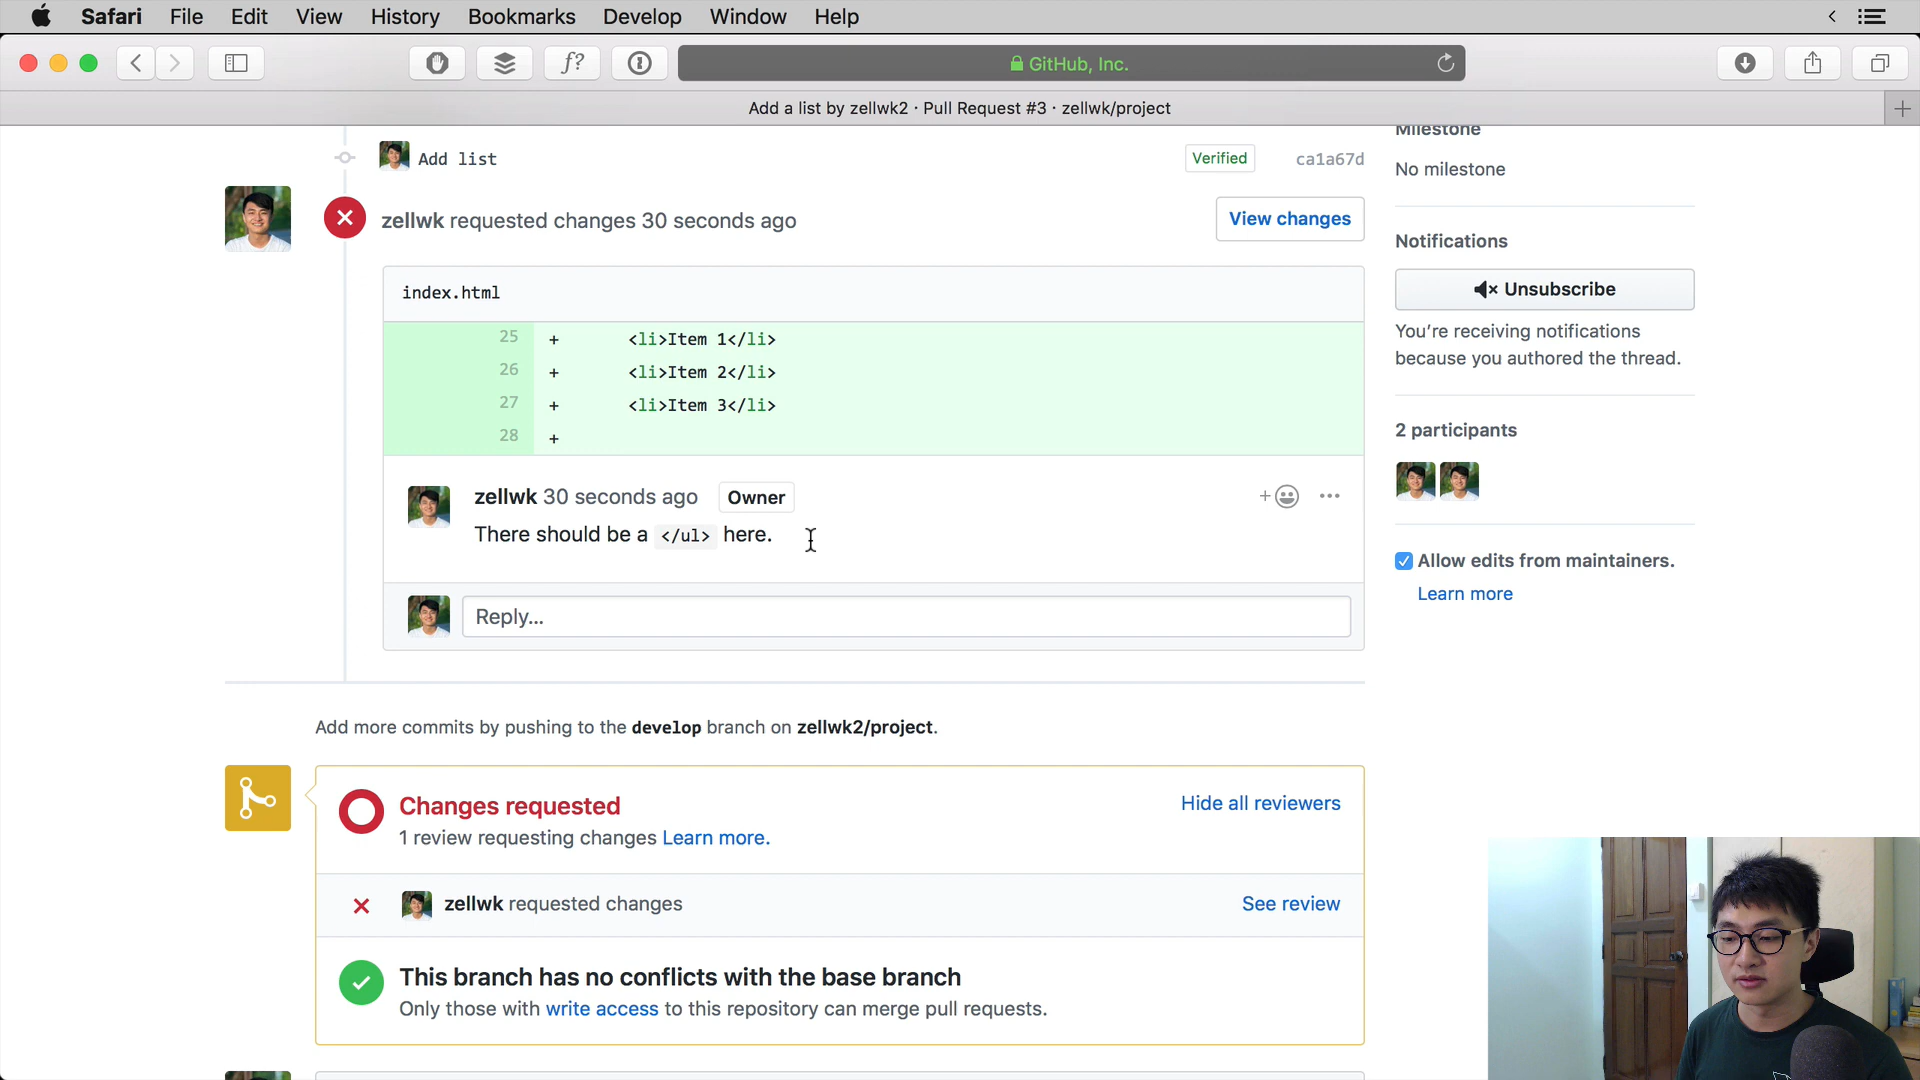 Safari File Edit View History Bookmarks Develop Window Help
f? GitHub, Inc.
Add a list by zellwk2 · Pull Request #3 · zellwk/project
Add list Verified ca1a67d
zellwk requested changes 30 seconds ago View changes
index.html
25 + <li>Item 1</li>
26 + <li>Item 2</li>
27 + <li>Item 3</li>
28 +
zellwk 30 seconds ago Owner
There should be a </ul> here.
Reply...
Add more commits by pushing to the develop branch on zellwk2/project.
Changes requested Hide all reviewers
1 review requesting changes Learn more.
zellwk requested changes See review
This branch has no conflicts with the base branch
Only those with write access to this repository can merge pull requests.
Milestone
No milestone
Notifications
Unsubscribe
You're receiving notifications
because you authored the thread.
2 participants
Allow edits from maintainers.
Learn more